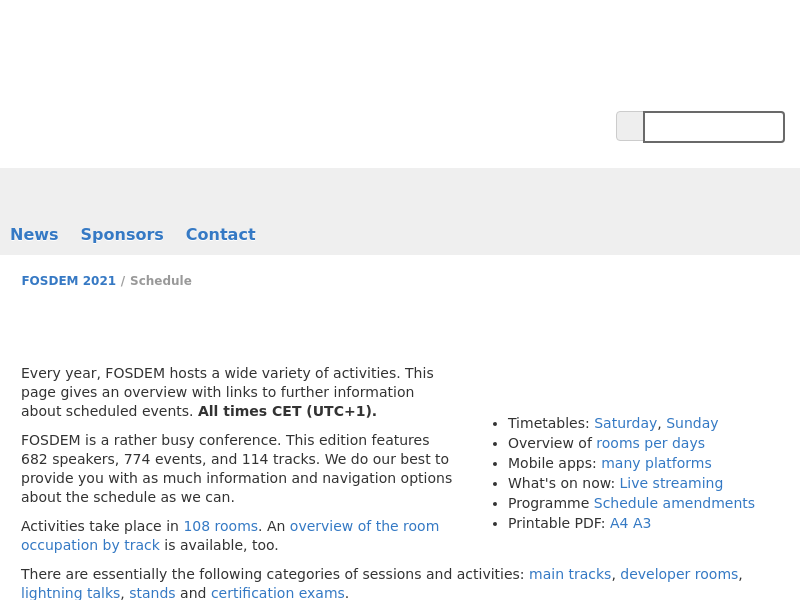 News Sponsors Contact
FOSDEM 2021 / Schedule
Every year, FOSDEM hosts a wide variety of activities. This
page gives an overview with links to further information
about scheduled events. All times CET (UTC+1).
FOSDEM is a rather busy conference. This edition features
682 speakers, 774 events, and 114 tracks. We do our best to
provide you with as much information and navigation options
about the schedule as we can.
Activities take place in 108 rooms. An overview of the room
occupation by track is available, too.
• Timetables: Saturday, Sunday
• Overview of rooms per days
• Mobile apps: many platforms
• What's on now: Live streaming
• Programme Schedule amendments
• Printable PDF: A4 A3
There are essentially the following categories of sessions and activities: main tracks, developer rooms,
lightning talks, stands and certification exams.